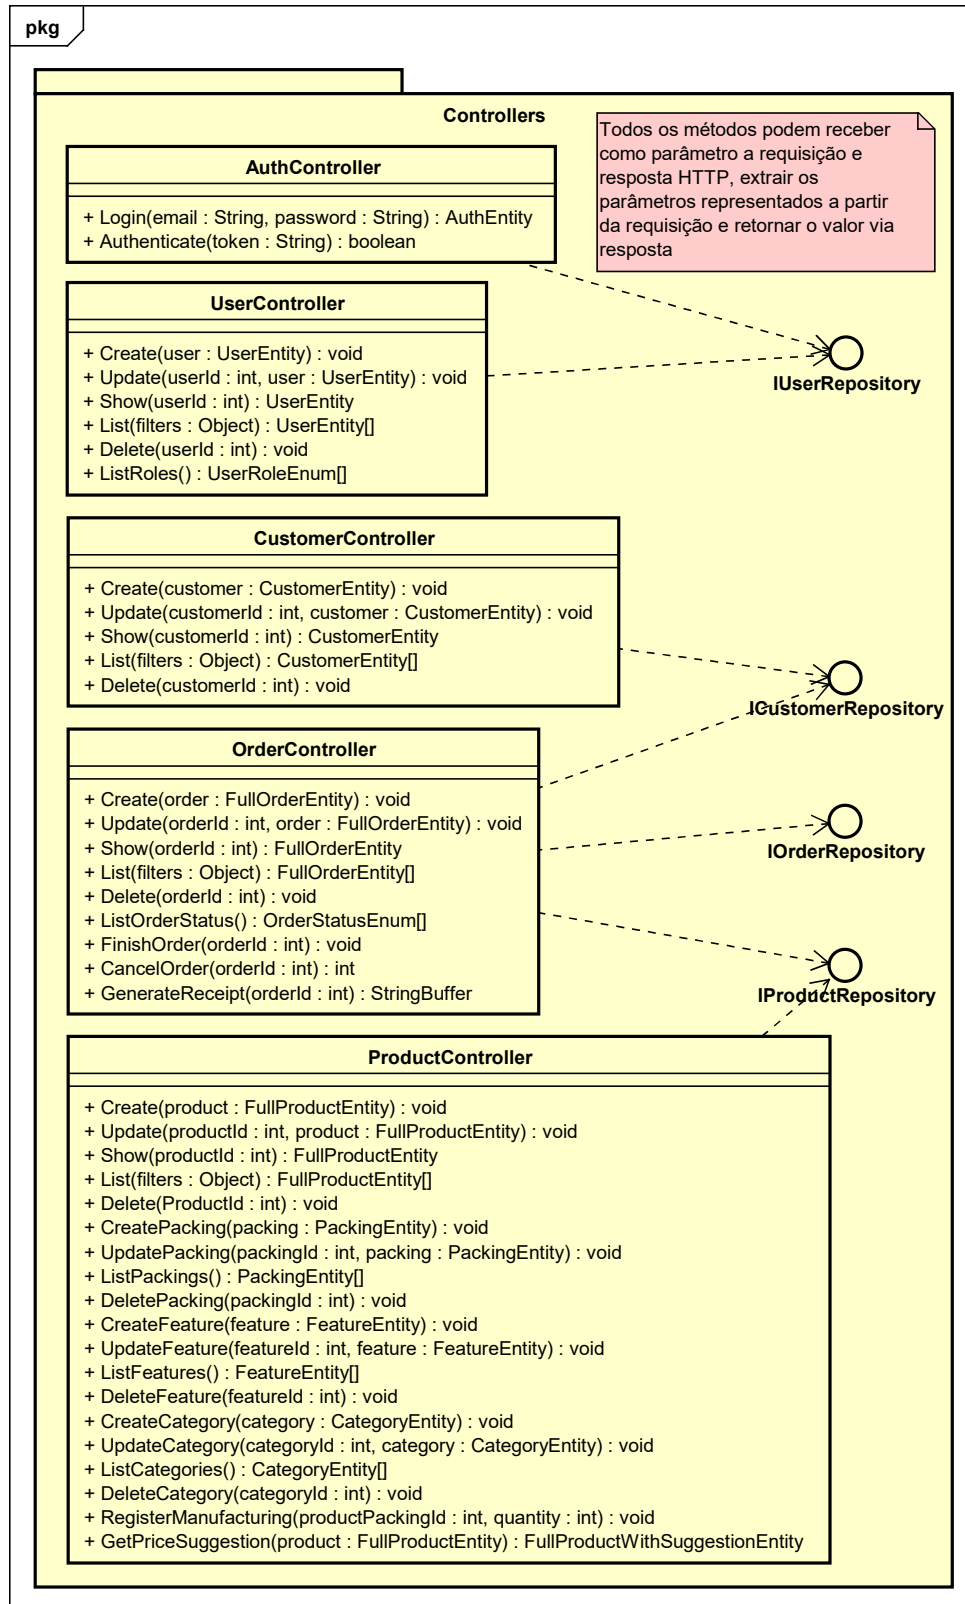 pkg
Controllers
Todos os métodos podem receber
como parâmetro a requisição e
resposta HTTP, extrair os
parâmetros representados a partir
da requisição e retornar o valor via
resposta
AuthController
+ Login(email : String, password : String) : AuthEntity
+ Authenticate(token : String) : boolean
UserController
+ Create(user : UserEntity) : void
+ Update(userId : int, user : UserEntity) : void
+ Show(userId : int) : UserEntity
+ List(filters : Object) : UserEntity[]
+ Delete(userId : int) : void
+ ListRoles() : UserRoleEnum[]
IUserRepository
CustomerController
+ Create(customer : CustomerEntity) : void
+ Update(customerId : int, customer : CustomerEntity) : void
+ Show(customerId : int) : CustomerEntity
+ List(filters : Object) : CustomerEntity[]
+ Delete(customerId : int) : void
ICustomerRepository
OrderController
+ Create(order : FullOrderEntity) : void
+ Update(orderId : int, order : FullOrderEntity) : void
+ Show(orderId : int) : FullOrderEntity
+ List(filters : Object) : FullOrderEntity[]
+ Delete(orderId : int) : void
+ ListOrderStatus() : OrderStatusEnum[]
+ FinishOrder(orderId : int) : void
+ CancelOrder(orderId : int) : int
+ GenerateReceipt(orderId : int) : StringBuffer
IOrderRepository
IProductRepository
ProductController
+ Create(product : FullProductEntity) : void
+ Update(productId : int, product : FullProductEntity) : void
+ Show(productId : int) : FullProductEntity
+ List(filters : Object) : FullProductEntity[]
+ Delete(ProductId : int) : void
+ CreatePacking(packing : PackingEntity) : void
+ UpdatePacking(packingId : int, packing : PackingEntity) : void
+ ListPackings() : PackingEntity[]
+ DeletePacking(packingId : int) : void
+ CreateFeature(feature : FeatureEntity) : void
+ UpdateFeature(featureId : int, feature : FeatureEntity) : void
+ ListFeatures() : FeatureEntity[]
+ DeleteFeature(featureId : int) : void
+ CreateCategory(category : CategoryEntity) : void
+ UpdateCategory(categoryId : int, category : CategoryEntity) : void
+ ListCategories() : CategoryEntity[]
+ DeleteCategory(categoryId : int) : void
+ RegisterManufacturing(productPackingId : int, quantity : int) : void
+ GetPriceSuggestion(product : FullProductEntity) : FullProductWithSuggestionEntity